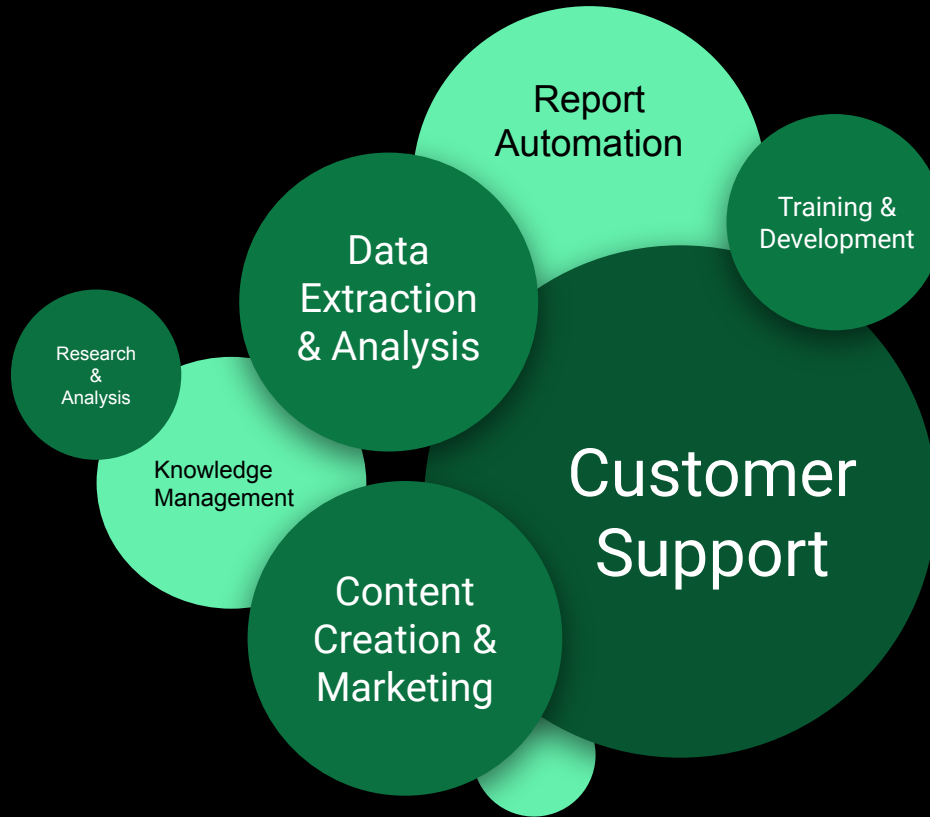 Report
Automation
Training &
Development
Data
Extraction
& Analysis
Research
&
Analysis
Knowledge
Management
Customer
Support
Content
Creation &
Marketing